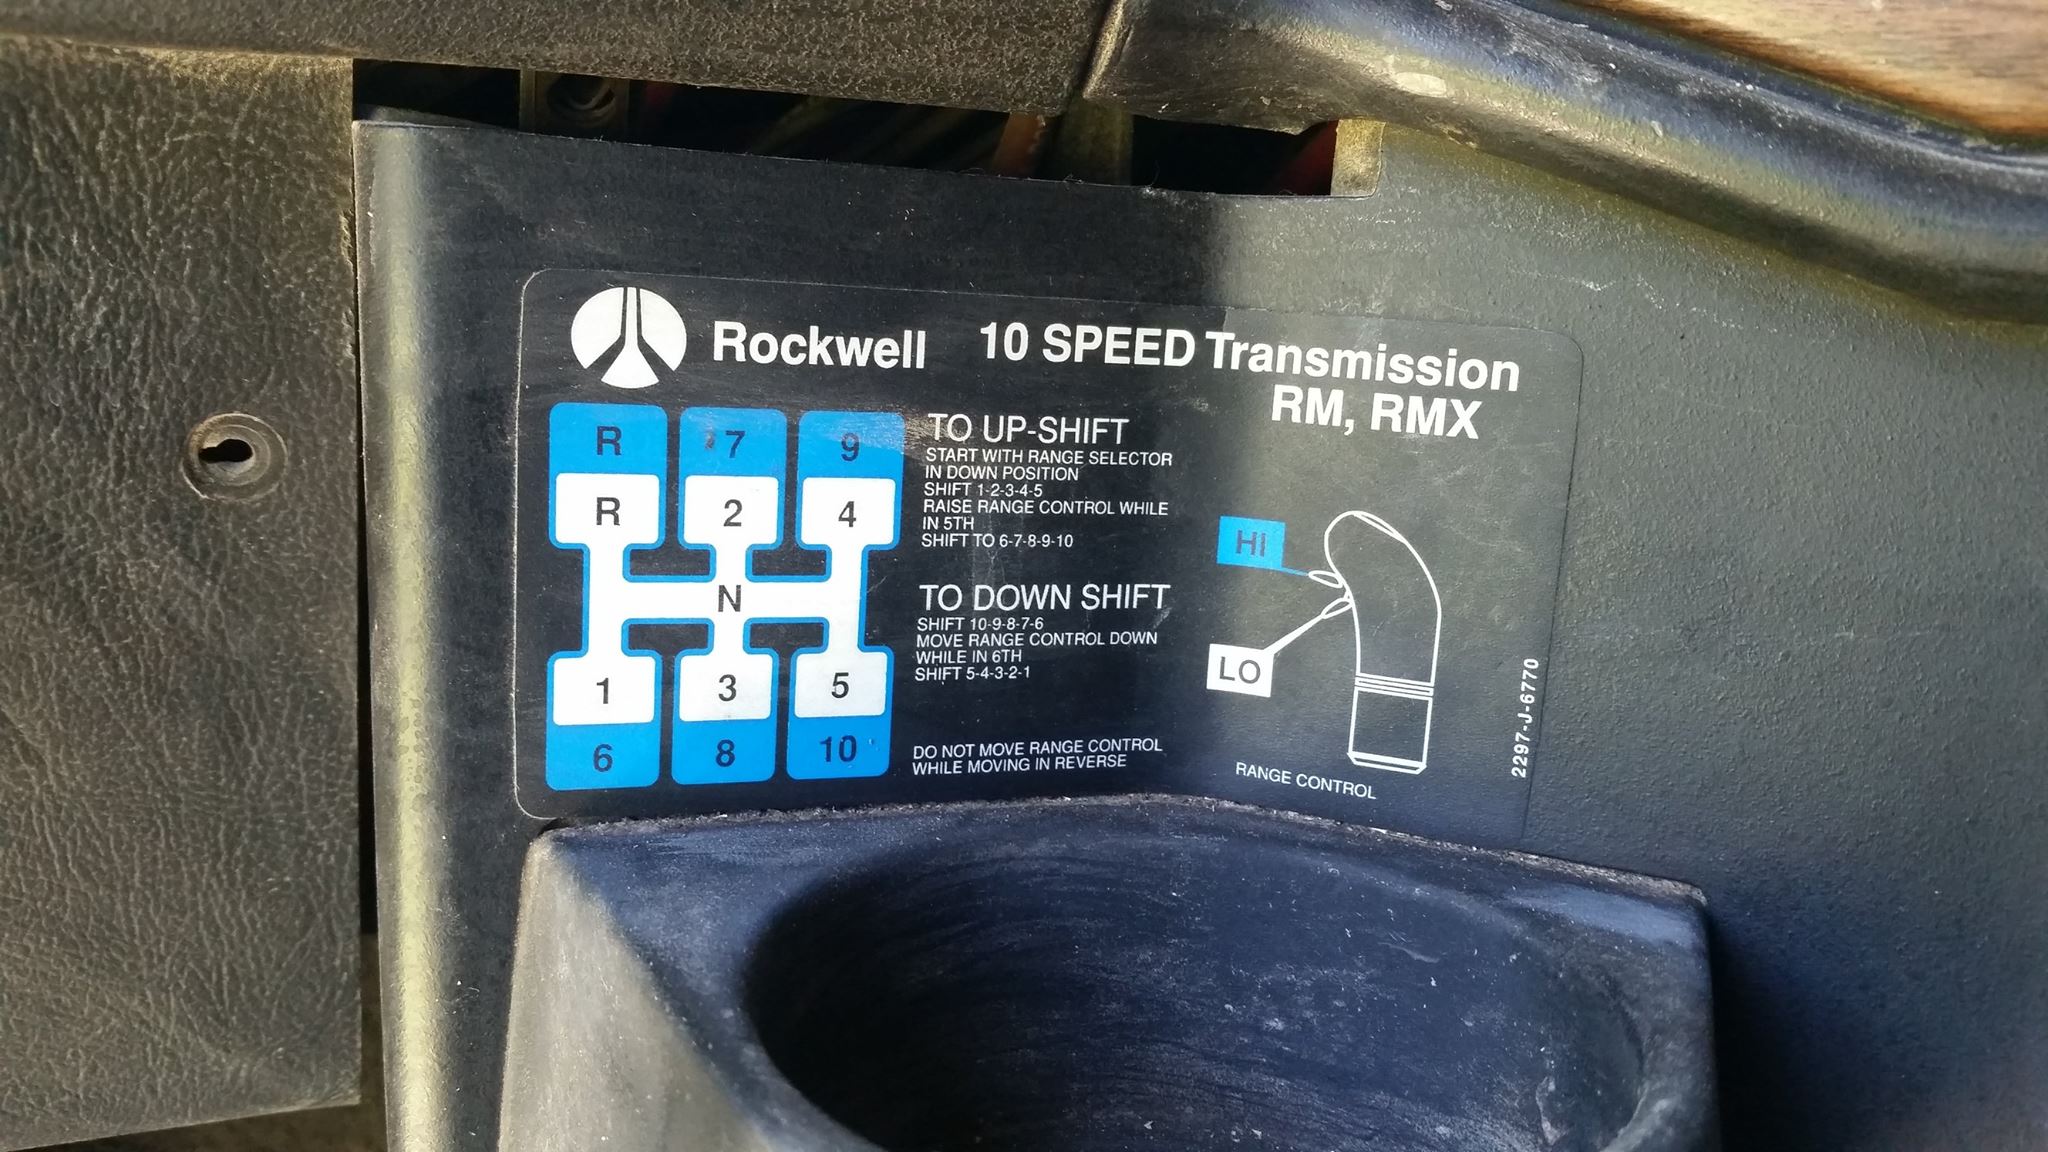 Rockwell 10 SPEED Transmission
RM, RMX
R 7 9
R 2 4
N
1 3 5
6 8 10
TO UP-SHIFT
START WITH RANGE SELECTOR
IN DOWN POSITION
SHIFT 1-2-3-4-5
RAISE RANGE CONTROL WHILE
IN 5TH
SHIFT TO 6-7-8-9-10
TO DOWN SHIFT
SHIFT 10-9-8-7-6
MOVE RANGE CONTROL DOWN
WHILE IN 6TH
SHIFT 5-4-3-2-1
DO NOT MOVE RANGE CONTROL
WHILE MOVING IN REVERSE
HI
LO
RANGE CONTROL
2297-J-6770